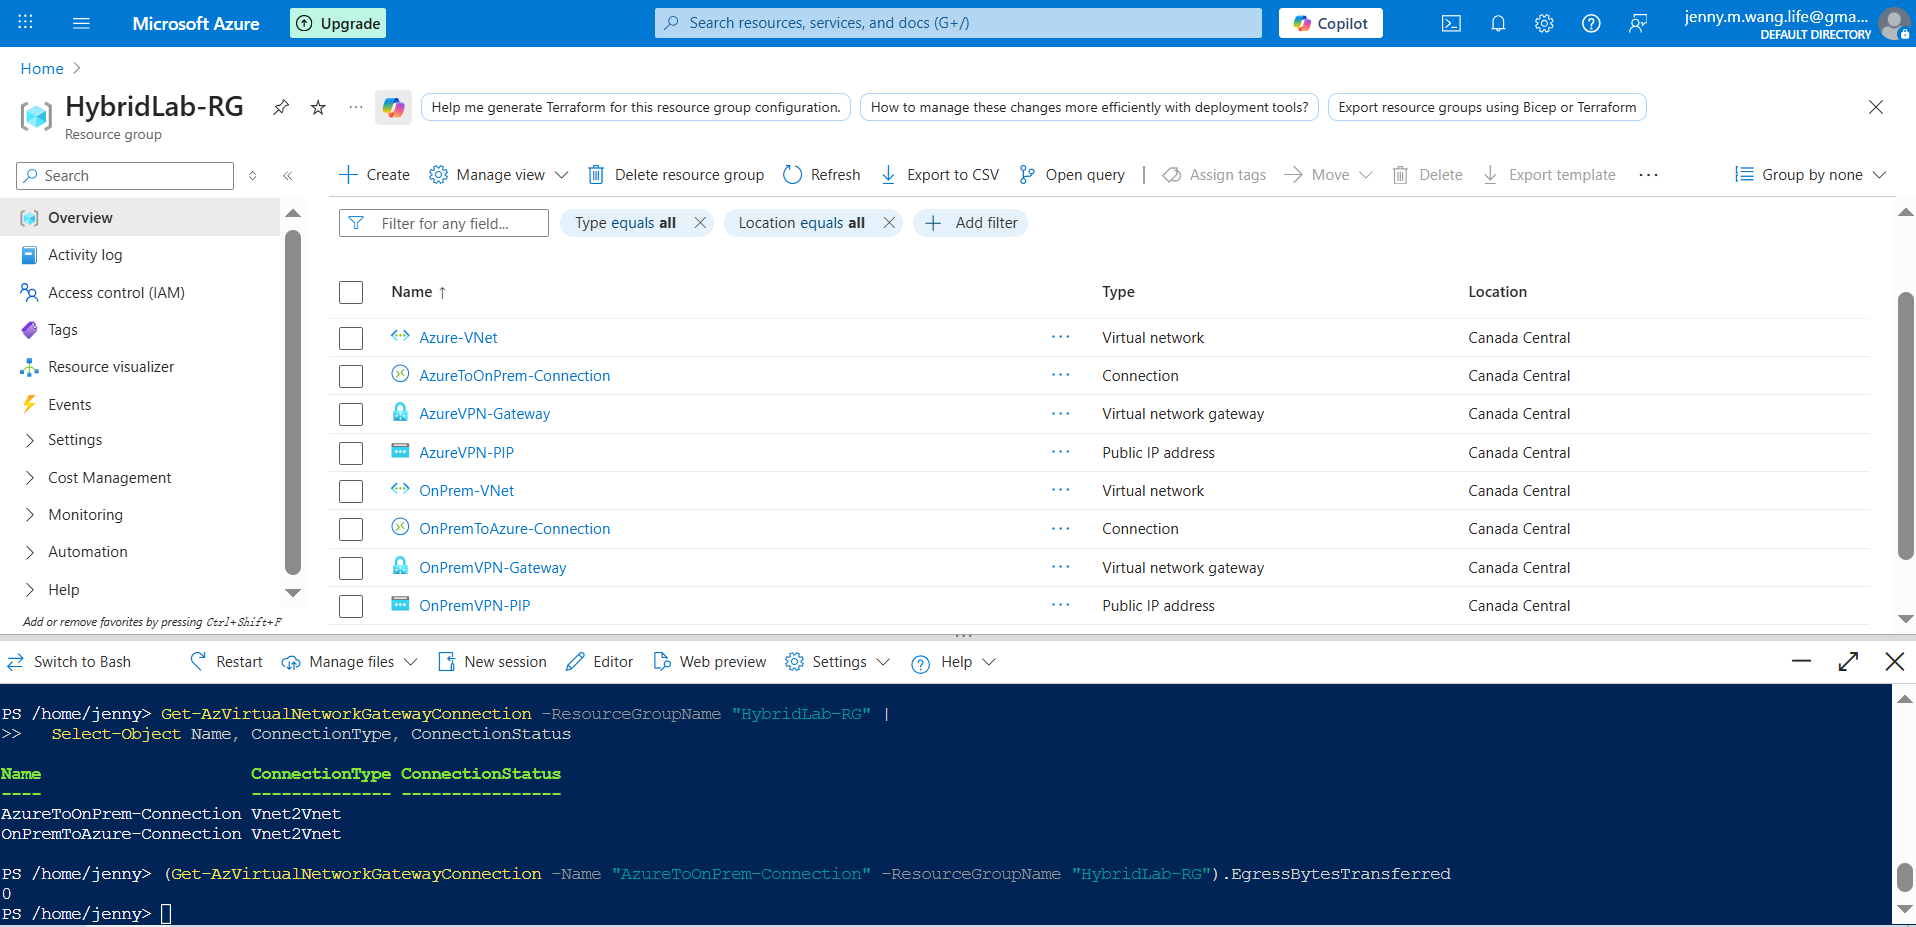 Microsoft Azure
Upgrade
Search resources, services, and docs (G+/)
Copilot
jenny.m.wang.life@gma...
DEFAULT DIRECTORY
Home
HybridLab-RG
Resource group
Help me generate Terraform for this resource group configuration.
How to manage these changes more efficiently with deployment tools?
Export resource groups using Bicep or Terraform
Search
Create
Manage view
Delete resource group
Refresh
Export to CSV
Open query
Assign tags
Move
Delete
Export template
Group by none
Overview
Activity log
Access control (IAM)
Tags
Resource visualizer
Events
Settings
Cost Management
Monitoring
Automation
Help
Add or remove favorites by pressing Ctrl+Shift+F
Filter for any field...
Type equals all
Location equals all
Add filter
Name ↑ Type Location
Azure-VNet ... Virtual network Canada Central
AzureToOnPrem-Connection ... Connection Canada Central
AzureVPN-Gateway ... Virtual network gateway Canada Central
AzureVPN-PIP ... Public IP address Canada Central
OnPrem-VNet ... Virtual network Canada Central
OnPremToAzure-Connection ... Connection Canada Central
OnPremVPN-Gateway ... Virtual network gateway Canada Central
OnPremVPN-PIP ... Public IP address Canada Central
Switch to Bash
Restart
Manage files
New session
Editor
Web preview
Settings
Help
PS /home/jenny> Get-AzVirtualNetworkGatewayConnection -ResourceGroupName "HybridLab-RG" |
>> Select-Object Name, ConnectionType, ConnectionStatus
Name ConnectionType ConnectionStatus
---- -------------- ----------------
AzureToOnPrem-Connection Vnet2Vnet
OnPremToAzure-Connection Vnet2Vnet
PS /home/jenny> (Get-AzVirtualNetworkGatewayConnection -Name "AzureToOnPrem-Connection" -ResourceGroupName "HybridLab-RG").EgressBytesTransferred
0
PS /home/jenny>